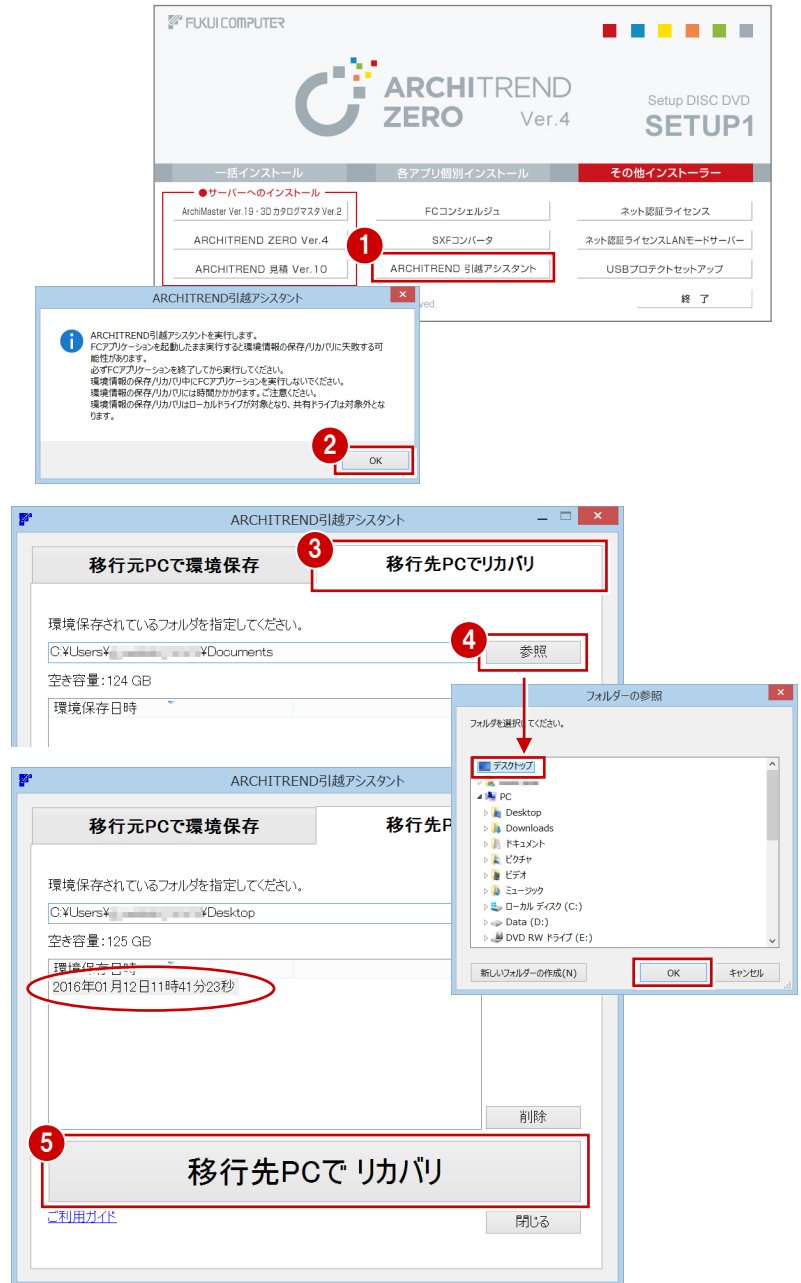 FUKUI COMPUTER
ARCHITREND
ZERO Ver.4
Setup DISC DVD
SETUP1
一括インストール
各アプリ個別インストール
その他インストーラー
●サーバーへのインストール
ArchiMaster Ver.19・3Dカタログマスタ Ver.2
FCコンシェルジュ
ネット認証ライセンス
ARCHITREND ZERO Ver.4
SXFコンバータ
ネット認証ライセンスLANモードサーバー
ARCHITREND 見積 Ver.10
ARCHITREND 引越アシスタント
USBプロテクトセットアップ
終 了
1
ARCHITREND引越アシスタント
ARCHITREND引越アシスタントを実行します。
FCアプリケーションを起動したまま実行すると環境情報の保存/リカバリに失敗する可
能性があります。
必ずFCアプリケーションを終了してから実行してください。
環境情報の保存/リカバリ中にFCアプリケーションを実行しないでください。
環境情報の保存/リカバリには時間がかかります。ご注意ください。
環境情報の保存/リカバリはローカルドライブが対象となり、共有ドライブは対象外とな
ります。
2
OK
ARCHITREND引越アシスタント
3
移行元PCで環境保存
移行先PCでリカバリ
環境保存されているフォルダを指定してください。
C:¥Users¥ ¥Documents
4
参照
空き容量:124 GB
環境保存日時
フォルダーの参照
フォルダを選択してください。
デスクトップ
PC
Desktop
Downloads
ドキュメント
ピクチャ
ビデオ
ミュージック
ローカル ディスク (C:)
Data (D:)
DVD RW ドライブ (E:)
新しいフォルダーの作成(N)
OK
キャンセル
ARCHITREND引越アシスタント
移行元PCで環境保存
移行先P
環境保存されているフォルダを指定してください。
C:¥Users¥ ¥Desktop
空き容量:125 GB
環境保存日時
2016年01月12日11時41分23秒
削除
5
移行先PCで リカバリ
ご利用ガイド
閉じる